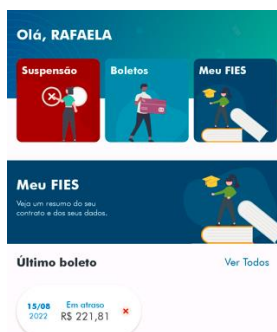 Olá, RAFAELA
Suspensão Boletos Meu FIES
Meu FIES
Veja um resumo do seu
contrato e dos seus dados.
Último boleto Ver Todos
15/08 Em atraso
2022 R$ 221,81